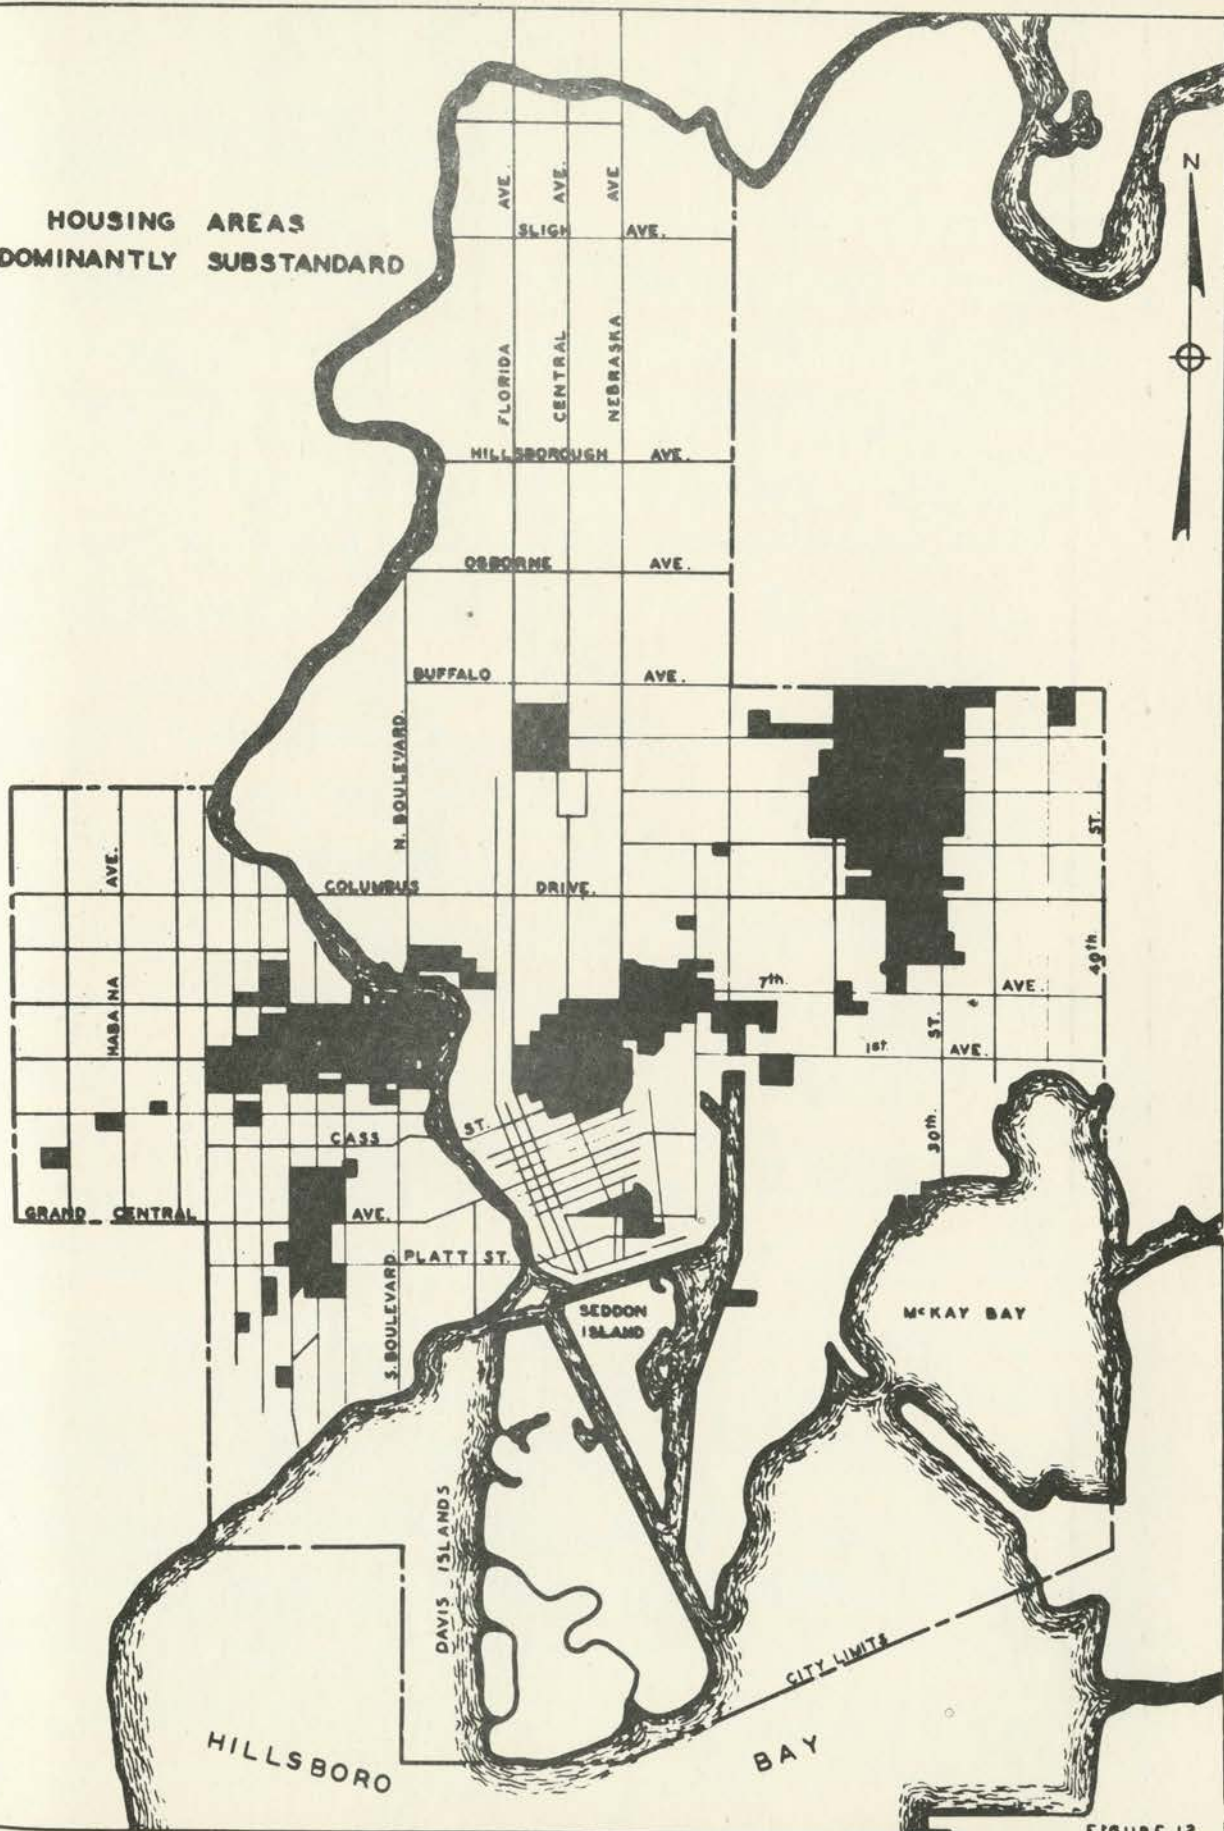 HOUSING AREAS
DOMINANTLY SUBSTANDARD
N
AVE.
AVE.
AVE
SLIGH AVE.
FLORIDA
CENTRAL
NEBRASKA
HILLSBOROUGH AVE.
OSBORNE AVE.
BUFFALO AVE.
N. BOULEVARD.
AVE.
HABANA
COLUMBUS DRIVE.
ST.
40th
7th. AVE.
1st. AVE.
ST.
30th.
CASS ST.
GRAND CENTRAL AVE.
PLATT ST.
S. BOULEVARD.
SEDDON
ISLAND
McKAY BAY
DAVIS ISLANDS
CITY LIMITS
HILLSBORO BAY